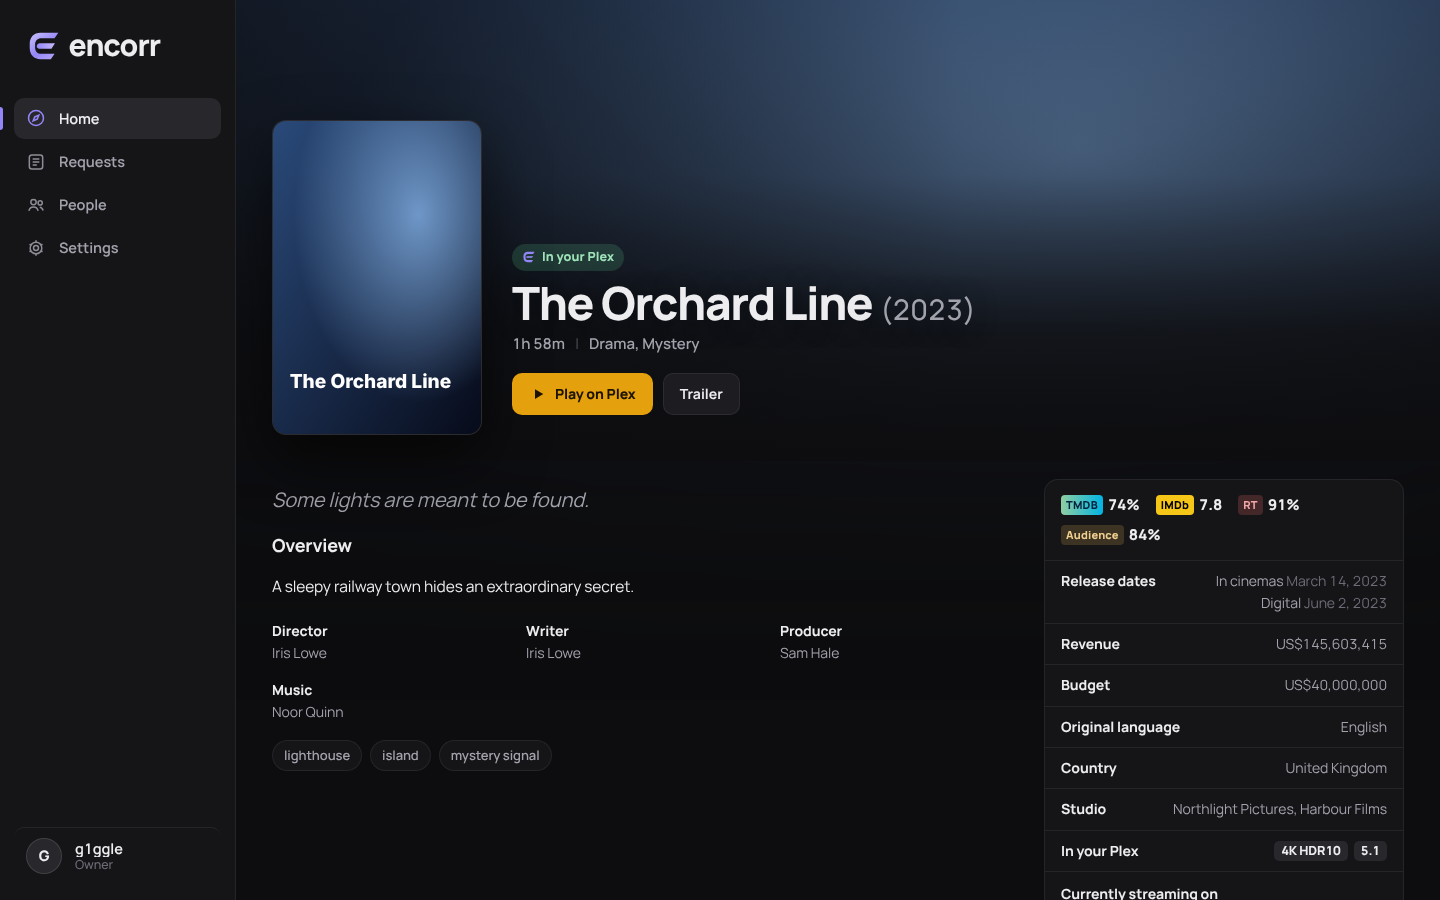 encorr
Home
Requests
People
Settings
G
g1ggle
Owner
The Orchard Line
In your Plex
The Orchard Line (2023)
1h 58m | Drama, Mystery
Play on Plex
Trailer
Some lights are meant to be found.
Overview
A sleepy railway town hides an extraordinary secret.
Director
Iris Lowe
Writer
Iris Lowe
Producer
Sam Hale
Music
Noor Quinn
lighthouse
island
mystery signal
TMDB 74% IMDb 7.8 RT 91%
Audience 84%
Release dates In cinemas March 14, 2023
Digital June 2, 2023
Revenue US$145,603,415
Budget US$40,000,000
Original language English
Country United Kingdom
Studio Northlight Pictures, Harbour Films
In your Plex 4K HDR10 5.1
Currently streaming on